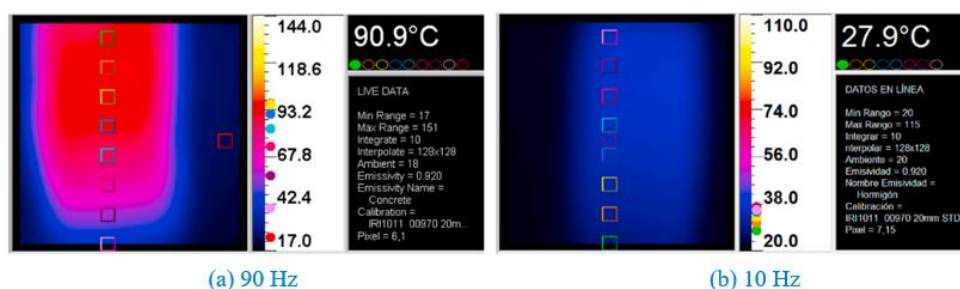 144.0
118.6
93.2
67.8
42.4
17.0
90.9°C
LIVE DATA
Min Range = 17
Max Range = 151
Integrate = 10
Interpolate = 128x128
Ambient = 18
Emissivity = 0.920
Emissivity Name =
Concrete
Calibration =
IRI1011 00970 20m...
Pixel = 6,1
(a) 90 Hz
110.0
92.0
74.0
56.0
38.0
20.0
27.9°C
DATOS EN LÍNEA
Min Rango = 20
Max Rango = 115
Integrar = 10
nterpolar = 128x128
Ambiente = 20
Emisividad = 0.920
Nombre Emisividad =
Hormigón
Calibración =
IRI1011 00970 20mm STD
Pixel = 7,15
(b) 10 Hz